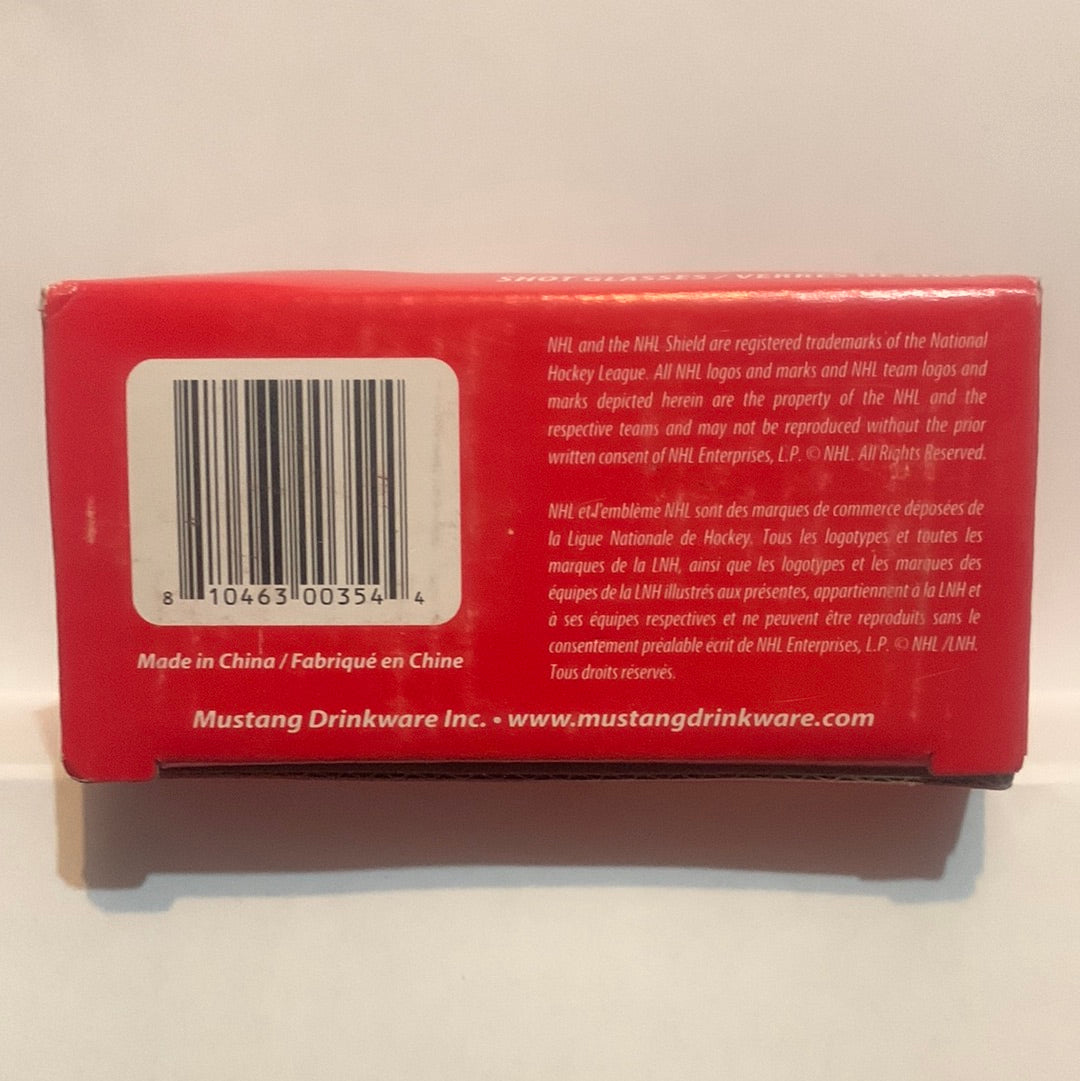 SHOT GLASSES / VERRES DE SHOT
NHL and the NHL Shield are registered trademarks of the National
Hockey League. All NHL logos and marks and NHL team logos and
marks depicted herein are the property of the NHL and the
respective teams and may not be reproduced without the prior
written consent of NHL Enterprises, L.P. © NHL. All Rights Reserved.
NHL et l'emblème NHL sont des marques de commerce déposées de
la Ligue Nationale de Hockey. Tous les logotypes et toutes les
marques de la LNH, ainsi que les logotypes et les marques des
équipes de la LNH illustrés aux présentes, appartiennent à la LNH et
à ses équipes respectives et ne peuvent être reproduits sans le
consentement préalable écrit de NHL Enterprises, L.P. © NHL /LNH.
Tous droits réservés.
8 10463 00354 4
Made in China / Fabriqué en Chine
Mustang Drinkware Inc. • www.mustangdrinkware.com